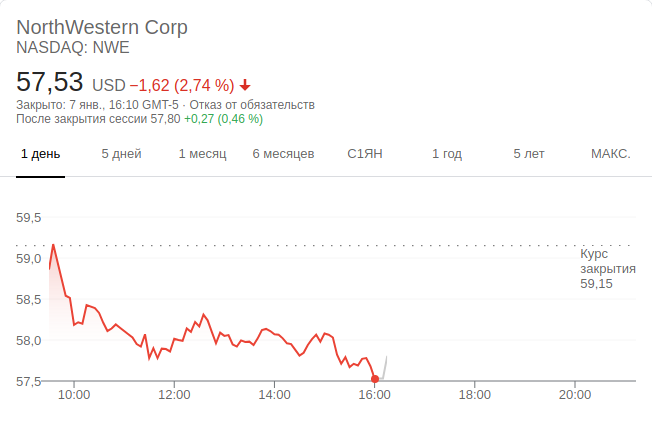 NorthWestern Corp
NASDAQ: NWE
57,53 USD −1,62 (2,74 %)
Закрыто: 7 янв., 16:10 GMT-5 · Отказ от обязательств
После закрытия сессии 57,80 +0,27 (0,46 %)
1 день 5 дней 1 месяц 6 месяцев С1ЯН 1 год 5 лет МАКС.
59,5
59,0
58,5
58,0
57,5
Курс
закрытия
59,15
10:00 12:00 14:00 16:00 18:00 20:00